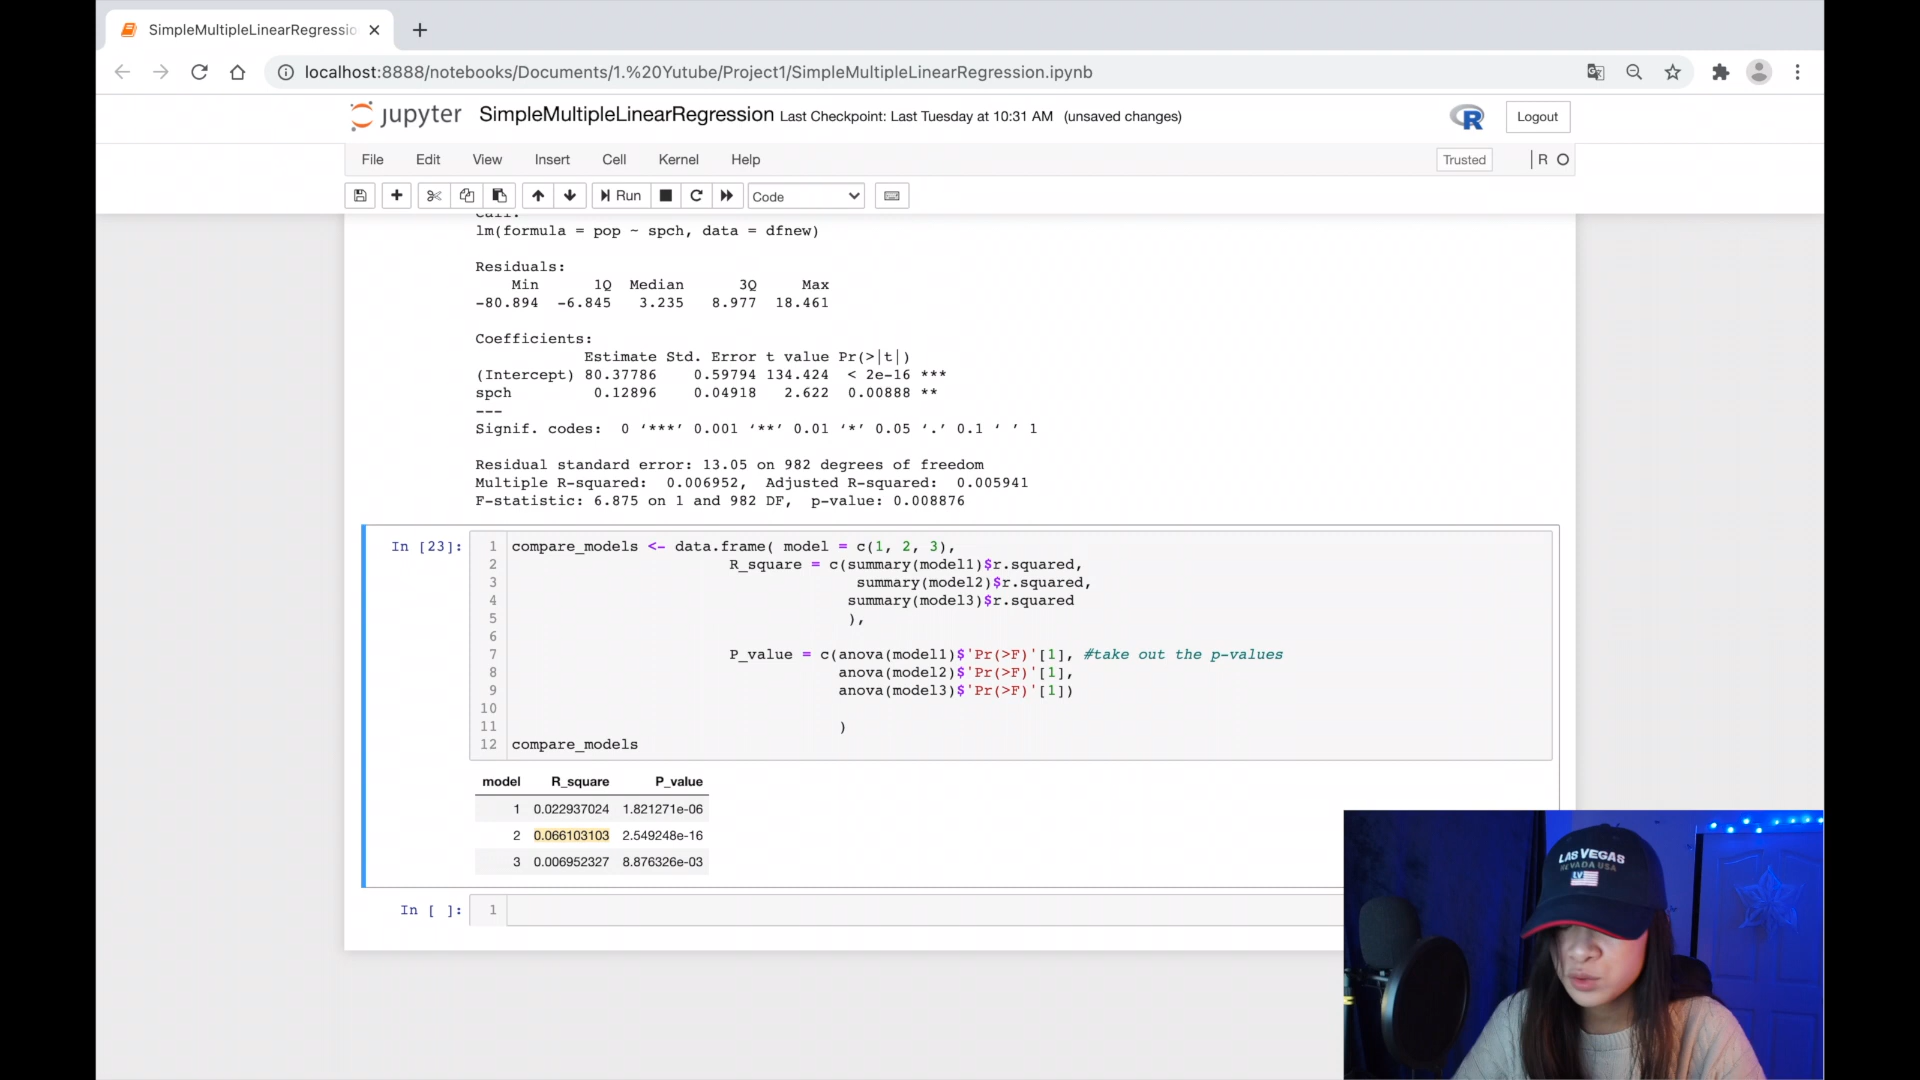 SimpleMultipleLinearRegressio
localhost:8888/notebooks/Documents/1.%20Yutube/Project1/SimpleMultipleLinearRegression.ipynb
jupyter SimpleMultipleLinearRegression Last Checkpoint: Last Tuesday at 10:31 AM (unsaved changes) R Logout
File Edit View Insert Cell Kernel Help Trusted R
Run Code
Call:
lm(formula = pop ~ spch, data = dfnew)
Residuals:
Min 1Q Median 3Q Max
-80.894 -6.845 3.235 8.977 18.461
Coefficients:
Estimate Std. Error t value Pr(>|t|)
(Intercept) 80.37786 0.59794 134.424 < 2e-16 ***
spch 0.12896 0.04918 2.622 0.00888 **
---
Signif. codes: 0 ‘***’ 0.001 ‘**’ 0.01 ‘*’ 0.05 ‘.’ 0.1 ‘ ’ 1
Residual standard error: 13.05 on 982 degrees of freedom
Multiple R-squared: 0.006952, Adjusted R-squared: 0.005941
F-statistic: 6.875 on 1 and 982 DF, p-value: 0.008876
In [23]: 1 compare_models <- data.frame( model = c(1, 2, 3),
2 R_square = c(summary(model1)$r.squared,
3 summary(model2)$r.squared,
4 summary(model3)$r.squared
5 ),
6
7 P_value = c(anova(model1)$'Pr(>F)'[1], #take out the p-values
8 anova(model2)$'Pr(>F)'[1],
9 anova(model3)$'Pr(>F)'[1])
10
11 )
12 compare_models
model R_square P_value
1 0.022937024 1.821271e-06
2 0.066103103 2.549248e-16
3 0.006952327 8.876326e-03
In [ ]: 1
LAS VEGAS
NEVADA USA
LV